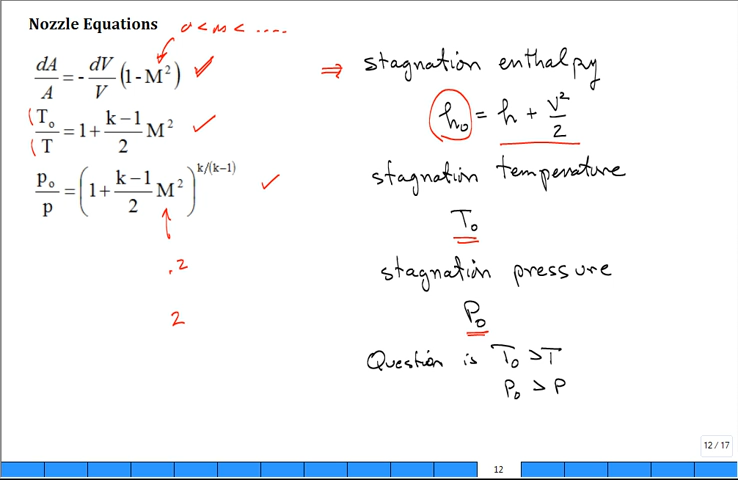 Nozzle Equations
0 < M < ....
dA/A = - dV/V (1 - M²)
T₀/T = 1 + k−1/2 M²
p₀/p = (1 + k−1/2 M²)^k/(k−1)
.2
2
⇒ stagnation enthalpy
h₀ = h + V²/2
stagnation temperature
T₀
stagnation pressure
P₀
Question is T₀ > T
P₀ > P
12 / 17
12